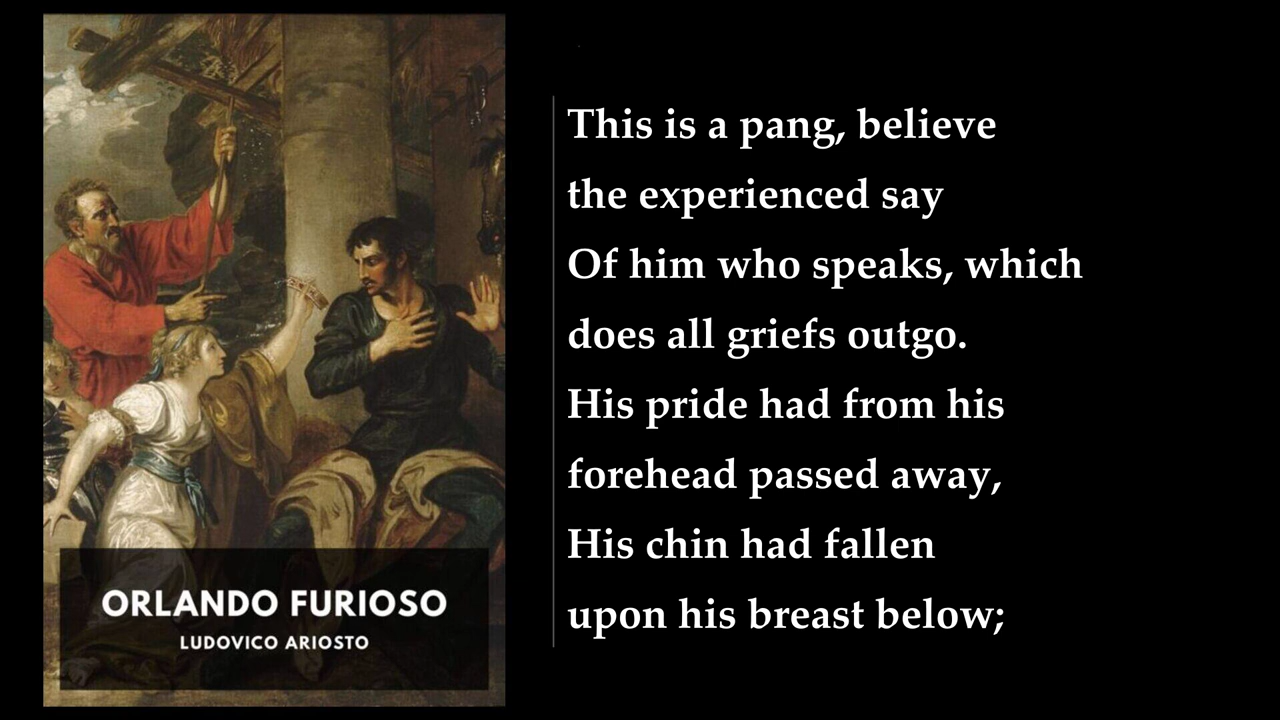 ORLANDO FURIOSO
LUDOVICO ARIOSTO
This is a pang, believe
the experienced say
Of him who speaks, which
does all griefs outgo.
His pride had from his
forehead passed away,
His chin had fallen
upon his breast below;